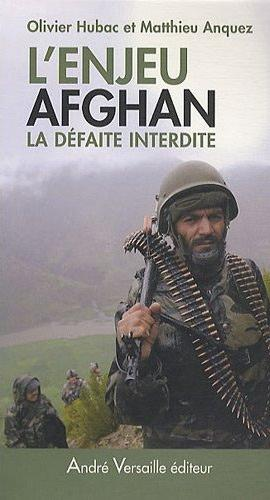 Olivier Hubac et Matthieu Anquez
L'ENJEU
AFGHAN
LA DÉFAITE INTERDITE
André Versaille éditeur